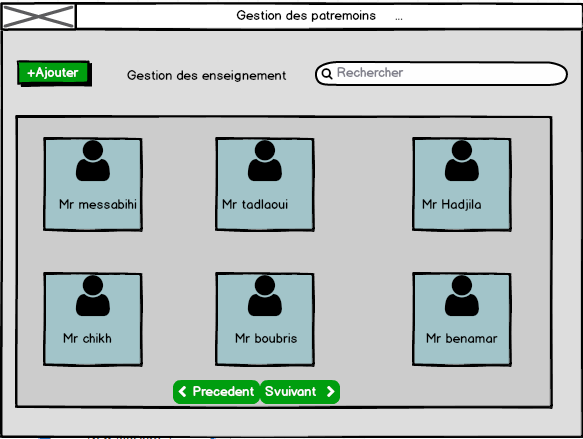 Gestion des patremoins ...
+Ajouter
Gestion des enseignement
Rechercher
Mr messabihi
Mr tadlaoui
Mr Hadjila
Mr chikh
Mr boubris
Mr benamar
Precedent
Svuivant